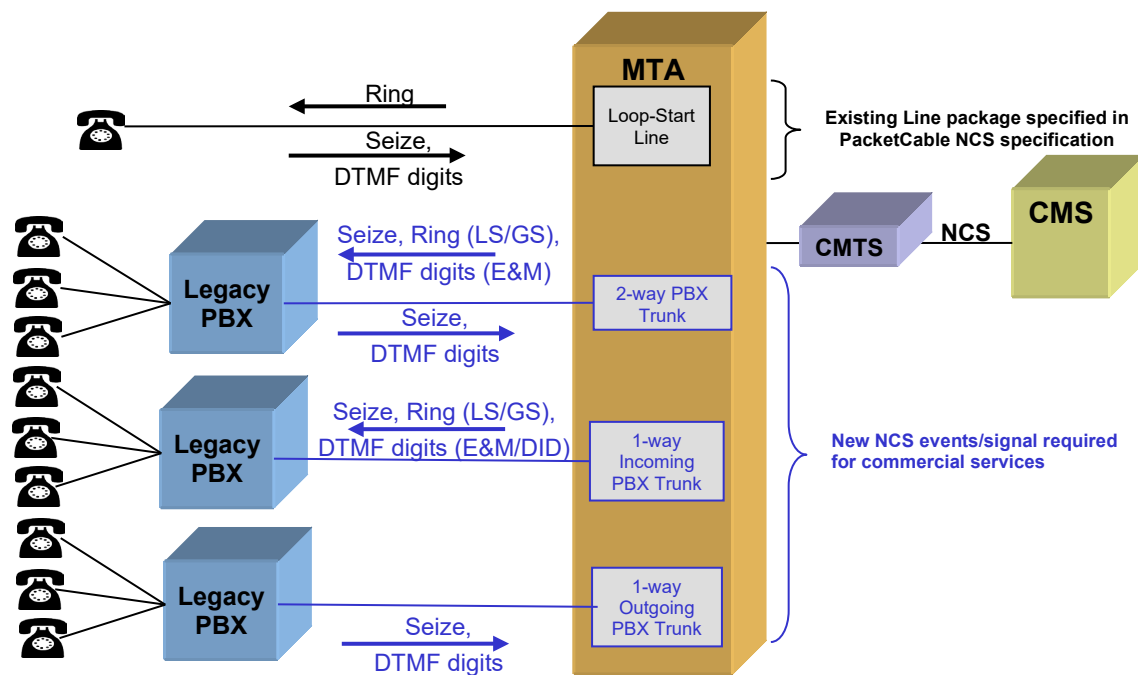 MTA
Ring
Loop-Start
Line
Seize,
DTMF digits
Existing Line package specified in
PacketCable NCS specification
CMS
CMTS
NCS
Seize, Ring (LS/GS),
DTMF digits (E&M)
Legacy
PBX
2-way PBX
Trunk
Seize,
DTMF digits
Seize, Ring (LS/GS),
DTMF digits (E&M/DID)
Legacy
PBX
1-way
Incoming
PBX Trunk
New NCS events/signal required
for commercial services
Legacy
PBX
1-way
Outgoing
PBX Trunk
Seize,
DTMF digits